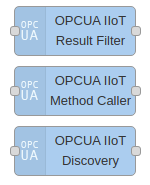 OPC UA
OPCUA IIoT
Result Filter
OPC UA
OPCUA IIoT
Method Caller
OPC UA
OPCUA IIoT
Discovery